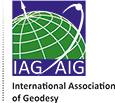 IAG AIG
International Association
of Geodesy